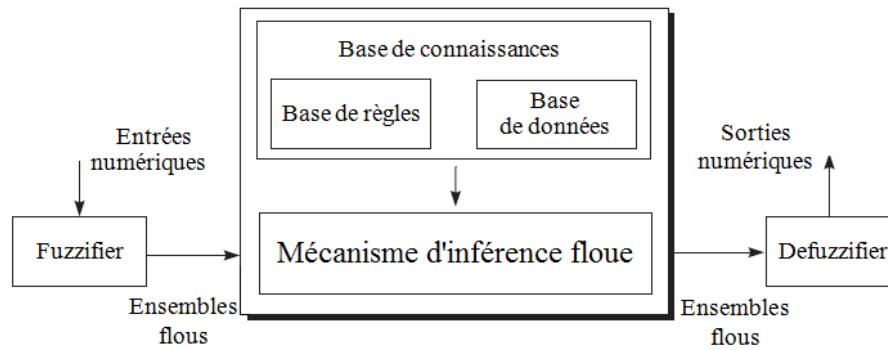 Base de connaissances
Base de règles
Base
de données
Entrées
numériques
Sorties
numériques
Fuzzifier
Mécanisme d'inférence floue
Defuzzifier
Ensembles
flous
Ensembles
flous